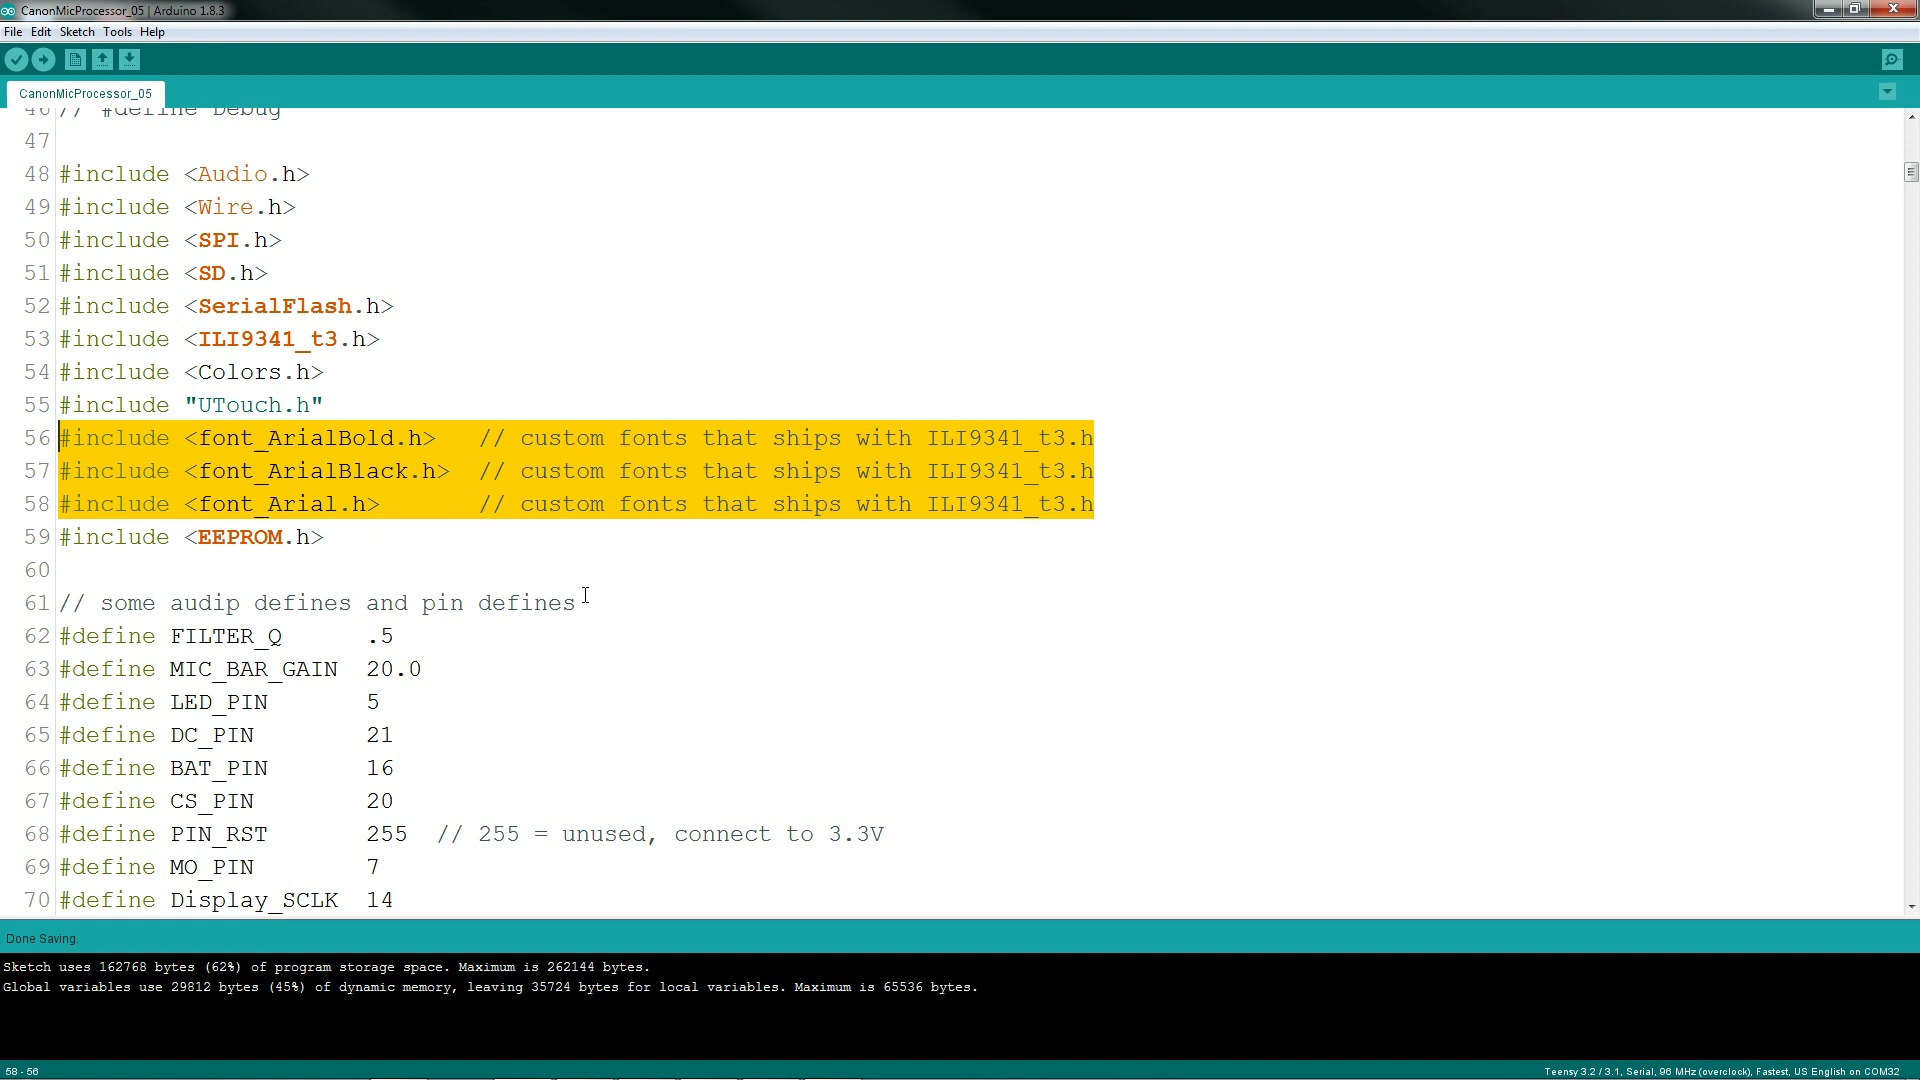 CanonMicProcessor_05 | Arduino 1.8.3
File Edit Sketch Tools Help
CanonMicProcessor_05
46 // #define Debug
47
48 #include <Audio.h>
49 #include <Wire.h>
50 #include <SPI.h>
51 #include <SD.h>
52 #include <SerialFlash.h>
53 #include <ILI9341_t3.h>
54 #include <Colors.h>
55 #include "UTouch.h"
56 #include <font_ArialBold.h>   // custom fonts that ships with ILI9341_t3.h
57 #include <font_ArialBlack.h>  // custom fonts that ships with ILI9341_t3.h
58 #include <font_Arial.h>       // custom fonts that ships with ILI9341_t3.h
59 #include <EEPROM.h>
60
61 // some audip defines and pin defines
62 #define FILTER_Q      .5
63 #define MIC_BAR_GAIN  20.0
64 #define LED_PIN       5
65 #define DC_PIN        21
66 #define BAT_PIN       16
67 #define CS_PIN        20
68 #define PIN_RST       255  // 255 = unused, connect to 3.3V
69 #define MO_PIN        7
70 #define Display_SCLK  14
Done Saving.
Sketch uses 162768 bytes (62%) of program storage space. Maximum is 262144 bytes.
Global variables use 29812 bytes (45%) of dynamic memory, leaving 35724 bytes for local variables. Maximum is 65536 bytes.
58 - 56
Teensy 3.2 / 3.1, Serial, 96 MHz (overclock), Fastest, US English on COM32